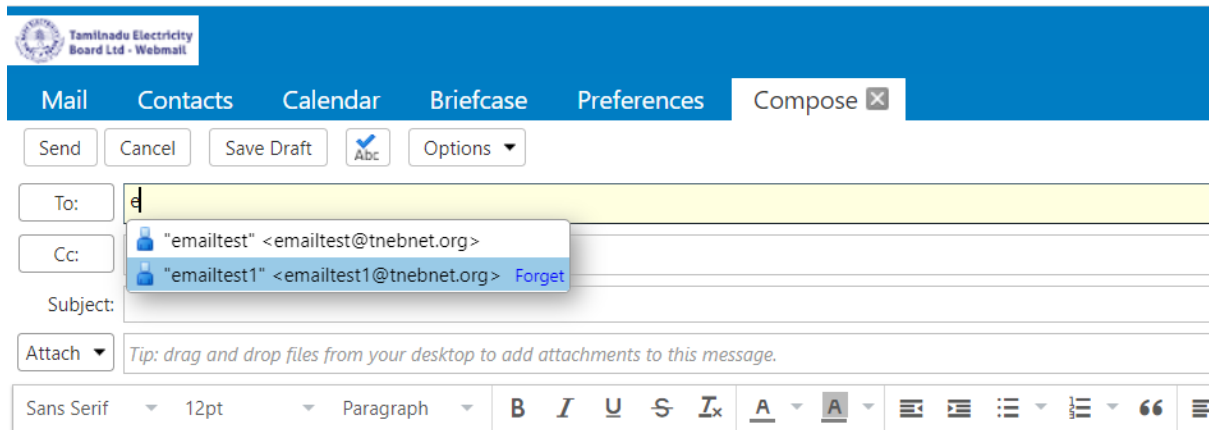 Tamilnadu Electricity
Board Ltd - Webmail
Mail Contacts Calendar Briefcase Preferences Compose
Send Cancel Save Draft Abc Options
To: e
"emailtest" <emailtest@tnebnet.org>
Cc:
"emailtest1" <emailtest1@tnebnet.org> Forget
Subject:
Attach Tip: drag and drop files from your desktop to add attachments to this message.
Sans Serif 12pt Paragraph B I U S Ix A A